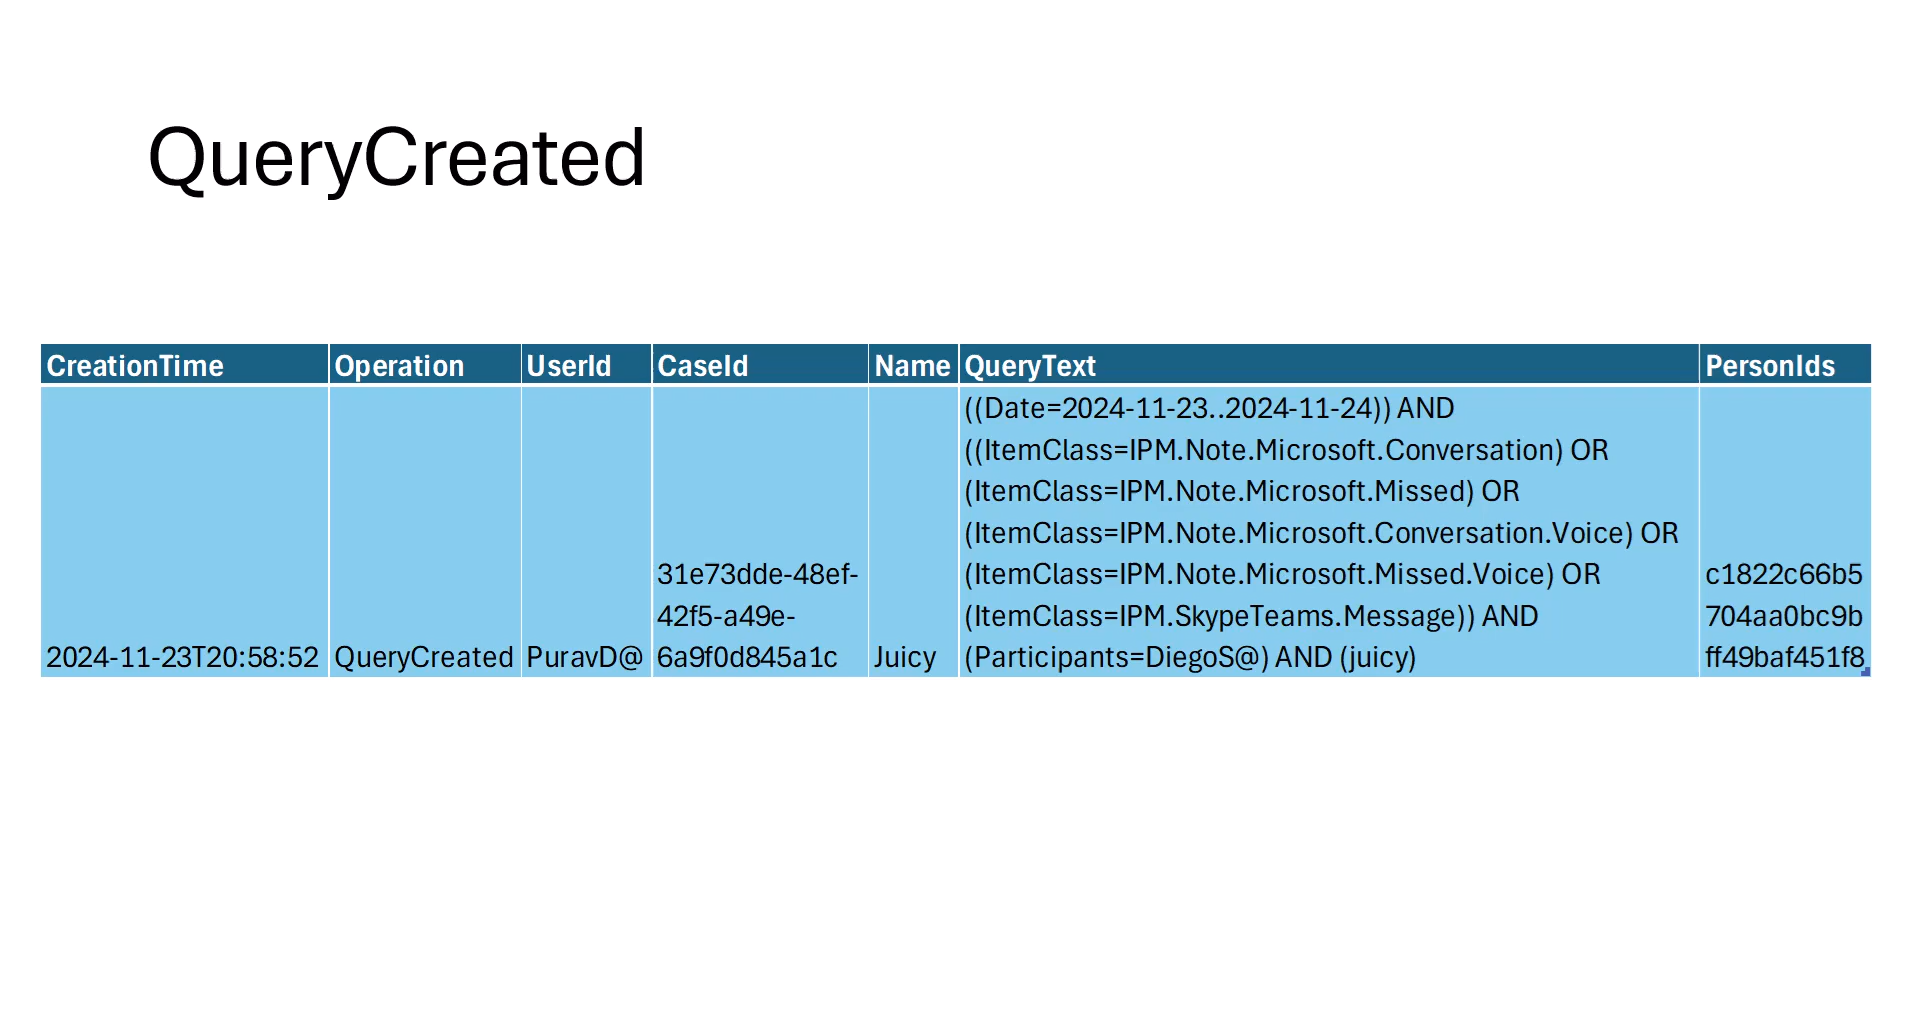 QueryCreated
CreationTime Operation UserId CaseId Name QueryText PersonIds
((Date=2024-11-23..2024-11-24)) AND
((ItemClass=IPM.Note.Microsoft.Conversation) OR
(ItemClass=IPM.Note.Microsoft.Missed) OR
(ItemClass=IPM.Note.Microsoft.Conversation.Voice) OR
31e73dde-48ef- (ItemClass=IPM.Note.Microsoft.Missed.Voice) OR c1822c66b5
42f5-a49e- (ItemClass=IPM.SkypeTeams.Message)) AND 704aa0bc9b
2024-11-23T20:58:52 QueryCreated PuravD@ 6a9f0d845a1c Juicy (Participants=DiegoS@) AND (juicy) ff49baf451f8